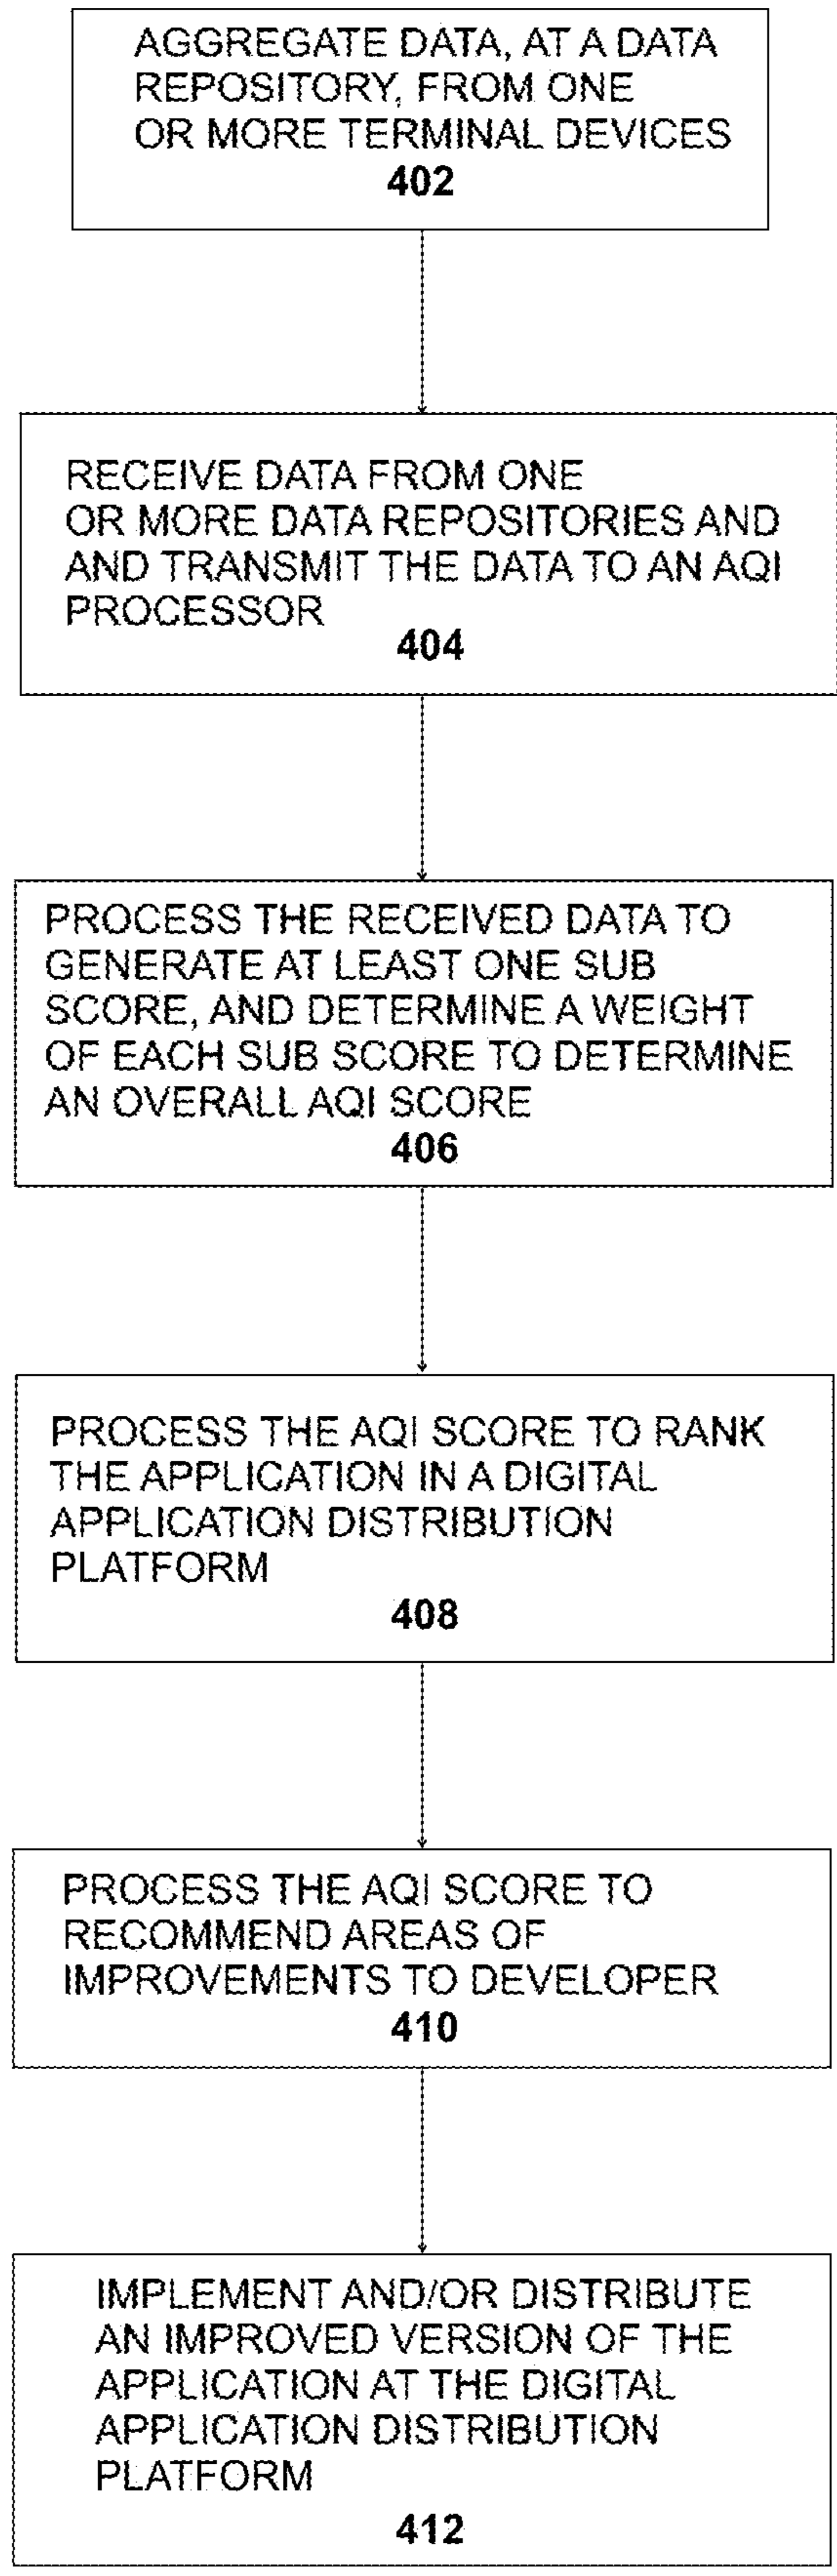 AGGREGATE DATA, AT A DATA
REPOSITORY, FROM ONE
OR MORE TERMINAL DEVICES
402
RECEIVE DATA FROM ONE
OR MORE DATA REPOSITORIES AND
AND TRANSMIT THE DATA TO AN AQI
PROCESSOR
404
PROCESS THE RECEIVED DATA TO
GENERATE AT LEAST ONE SUB
SCORE, AND DETERMINE A WEIGHT
OF EACH SUB SCORE TO DETERMINE
AN OVERALL AQI SCORE
406
PROCESS THE AQI SCORE TO RANK
THE APPLICATION IN A DIGITAL
APPLICATION DISTRIBUTION
PLATFORM
408
PROCESS THE AQI SCORE TO
RECOMMEND AREAS OF
IMPROVEMENTS TO DEVELOPER
410
IMPLEMENT AND/OR DISTRIBUTE
AN IMPROVED VERSION OF THE
APPLICATION AT THE DIGITAL
APPLICATION DISTRIBUTION
PLATFORM
412